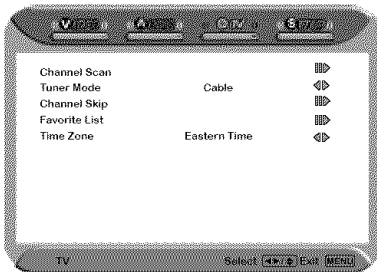 Channel Scan
Tuner Mode Cable
Channel Skip
Favorite List
Time Zone Eastern Time
TV Select Exit MENU